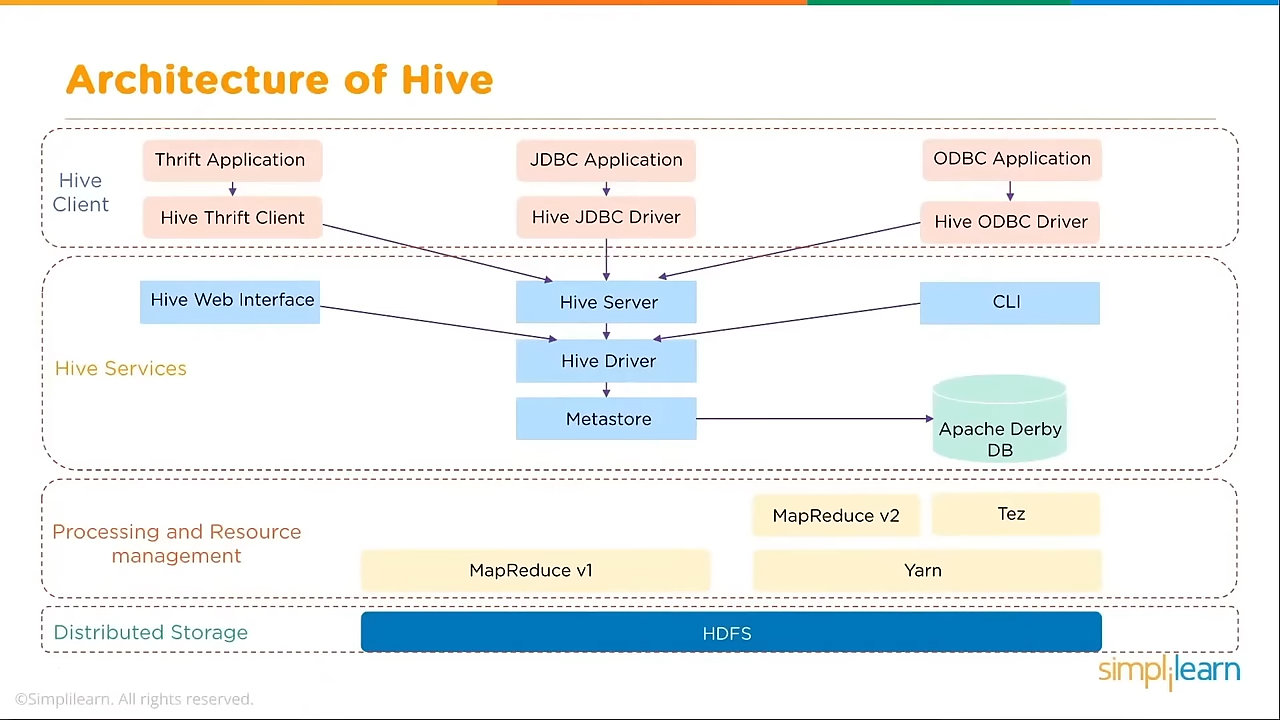 Architecture of Hive
Hive
Client
Thrift Application
JDBC Application
ODBC Application
Hive Thrift Client
Hive JDBC Driver
Hive ODBC Driver
Hive Services
Hive Web Interface
Hive Server
CLI
Hive Driver
Metastore
Apache Derby
DB
Processing and Resource
management
MapReduce v2
Tez
MapReduce v1
Yarn
Distributed Storage
HDFS
simplilearn
©Simplilearn. All rights reserved.